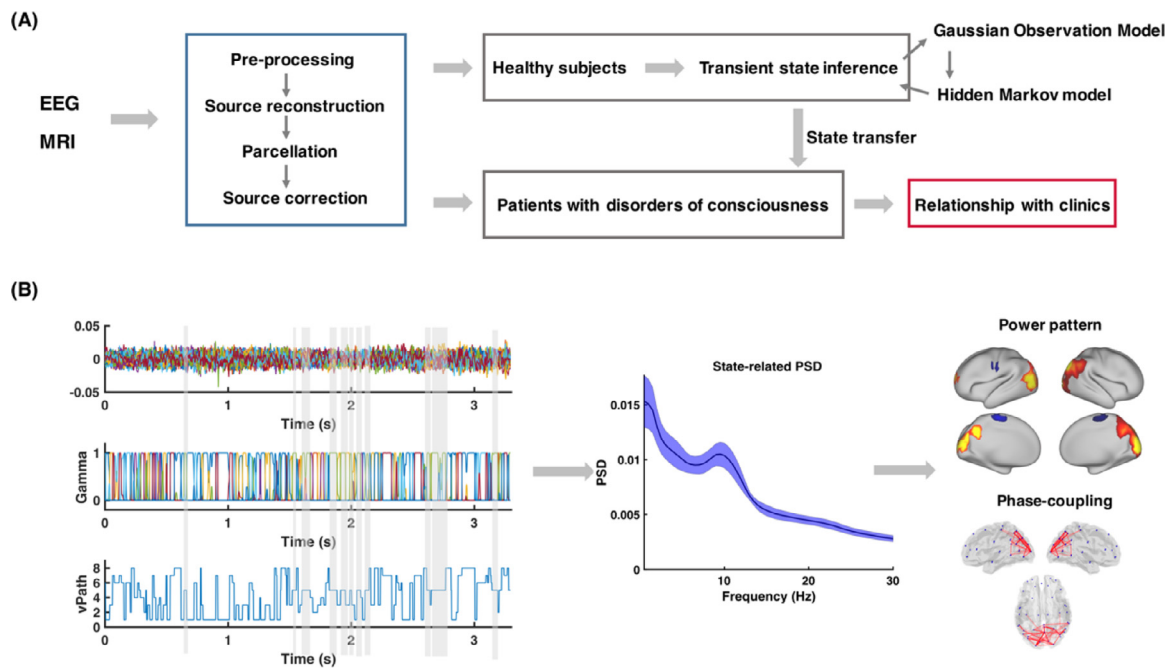 (A)
EEG
MRI
Pre-processing
Source reconstruction
Parcellation
Source correction
Healthy subjects
Transient state inference
Gaussian Observation Model
Hidden Markov model
State transfer
Patients with disorders of consciousness
Relationship with clinics
(B)
0.05
0
-0.05
0 1 2 3
Time (s)
Gamma
1
0
0 1 2 3
Time (s)
vPath
8
6
4
2
0
0 1 2 3
Time (s)
State-related PSD
PSD
0.015
0.01
0.005
0
10 20 30
Frequency (Hz)
Power pattern
Phase-coupling